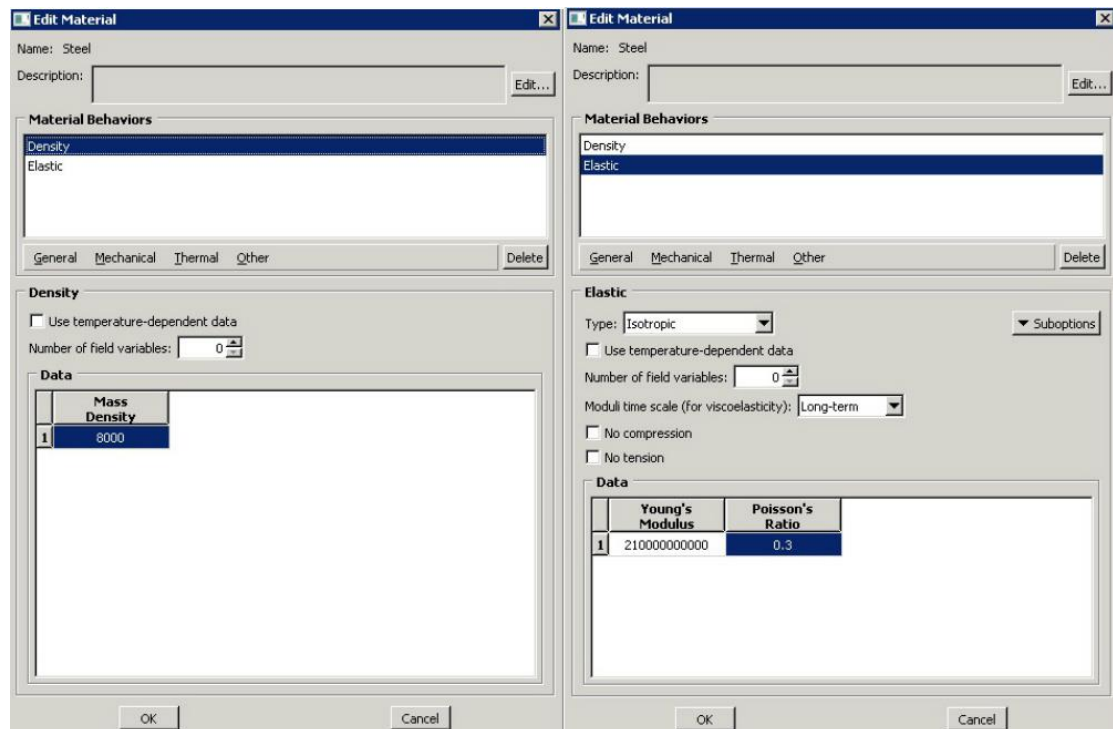 Edit Material
Name: Steel
Description:
Edit...
Material Behaviors
Density
Elastic
General Mechanical Thermal Other Delete
Density
Use temperature-dependent data
Number of field variables: 0
Data
Mass
Density
1 8000
OK Cancel
Edit Material
Name: Steel
Description:
Edit...
Material Behaviors
Density
Elastic
General Mechanical Thermal Other Delete
Elastic
Type: Isotropic Suboptions
Use temperature-dependent data
Number of field variables: 0
Moduli time scale (for viscoelasticity): Long-term
No compression
No tension
Data
Young's Poisson's
Modulus Ratio
1 210000000000 0.3
OK Cancel